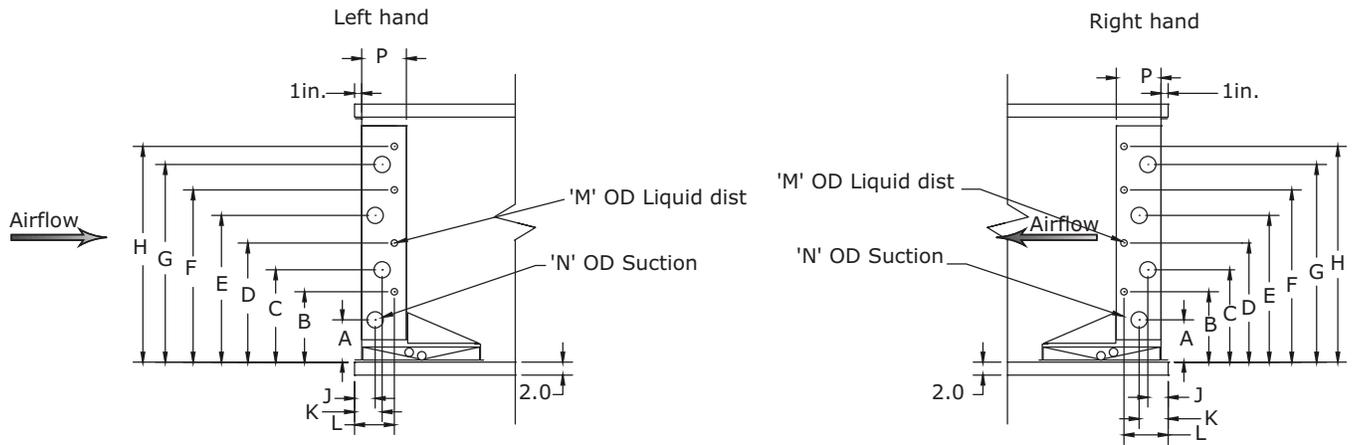 Left hand
Right hand
P
P
1in.
1in.
'M' OD Liquid dist
'M' OD Liquid dist
Airflow
Airflow
H
G
F
E
D
C
B
A
'N' OD Suction
'N' OD Suction
A
B
C
D
E
F
G
H
J
K
L
2.0
2.0
J
K
L